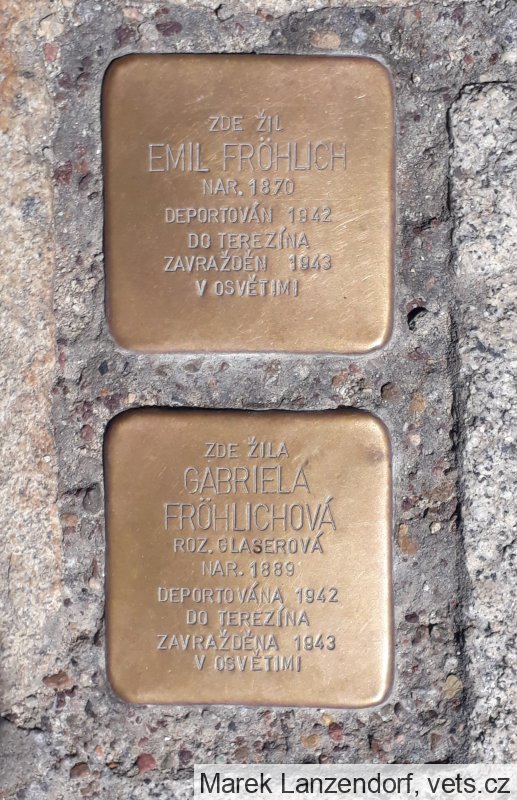 ZDE ŽIL
EMIL FRÖHLICH
NAR. 1870
DEPORTOVÁN 1942
DO TEREZÍNA
ZAVRAŽDĚN 1943
V OSVĚTIMI
ZDE ŽILA
GABRIELA
FRÖHLICHOVÁ
ROZ. GLASEROVÁ
NAR. 1889
DEPORTOVÁNA 1942
DO TEREZÍNA
ZAVRAŽDĚNA 1943
V OSVĚTIMI
Marek Lanzendorf, vets.cz